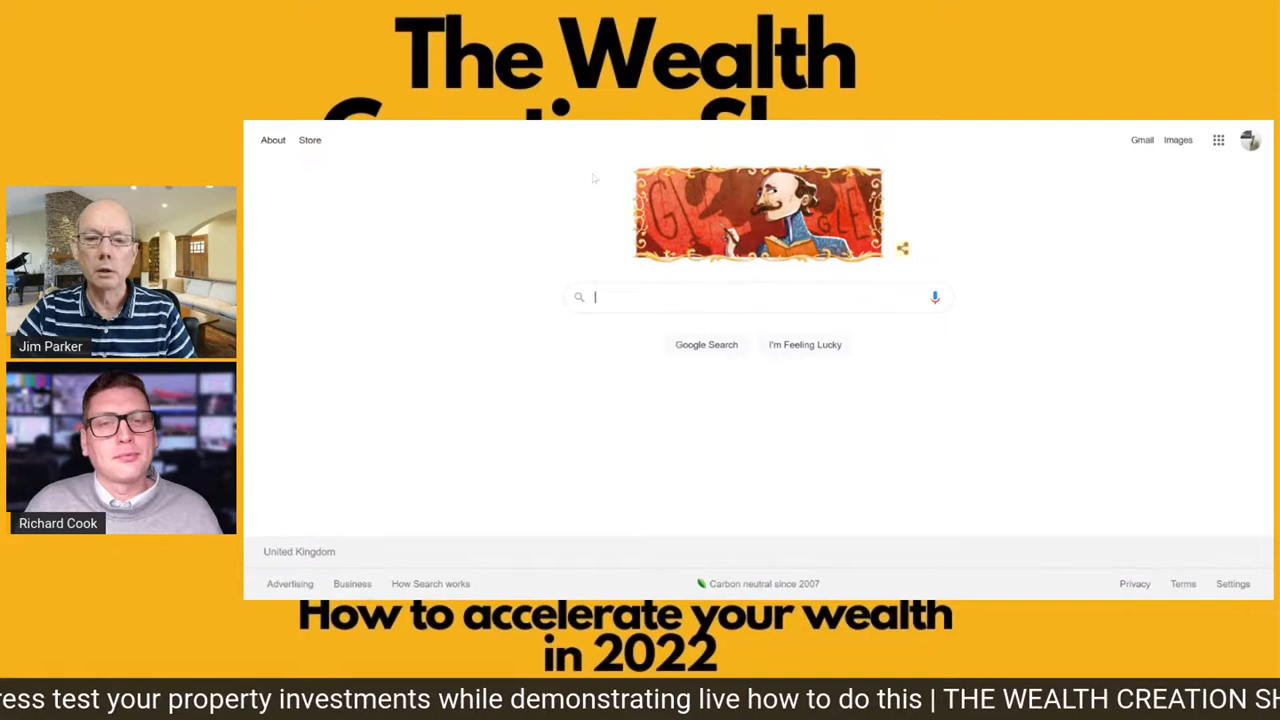 The Wealth
About
Store
Gmail
Images
Google Search
I'm Feeling Lucky
Jim Parker
Richard Cook
United Kingdom
Advertising
Business
How Search works
Carbon neutral since 2007
Privacy
Terms
Settings
How to accelerate your wealth
in 2022
ress test your property investments while demonstrating live how to do this | THE WEALTH CREATION SH